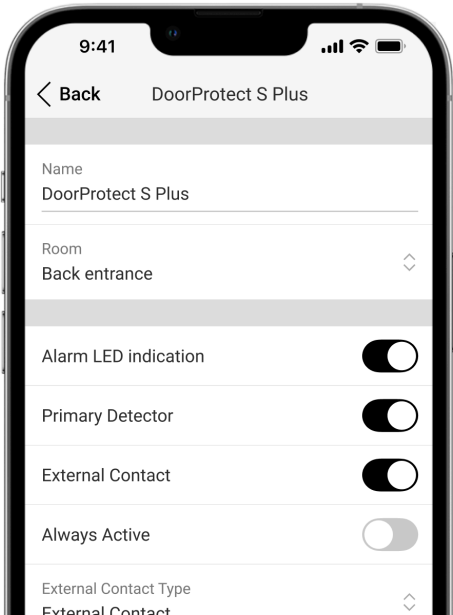 9:41
Back DoorProtect S Plus
Name
DoorProtect S Plus
Room
Back entrance
Alarm LED indication
Primary Detector
External Contact
Always Active
External Contact Type
External Contact